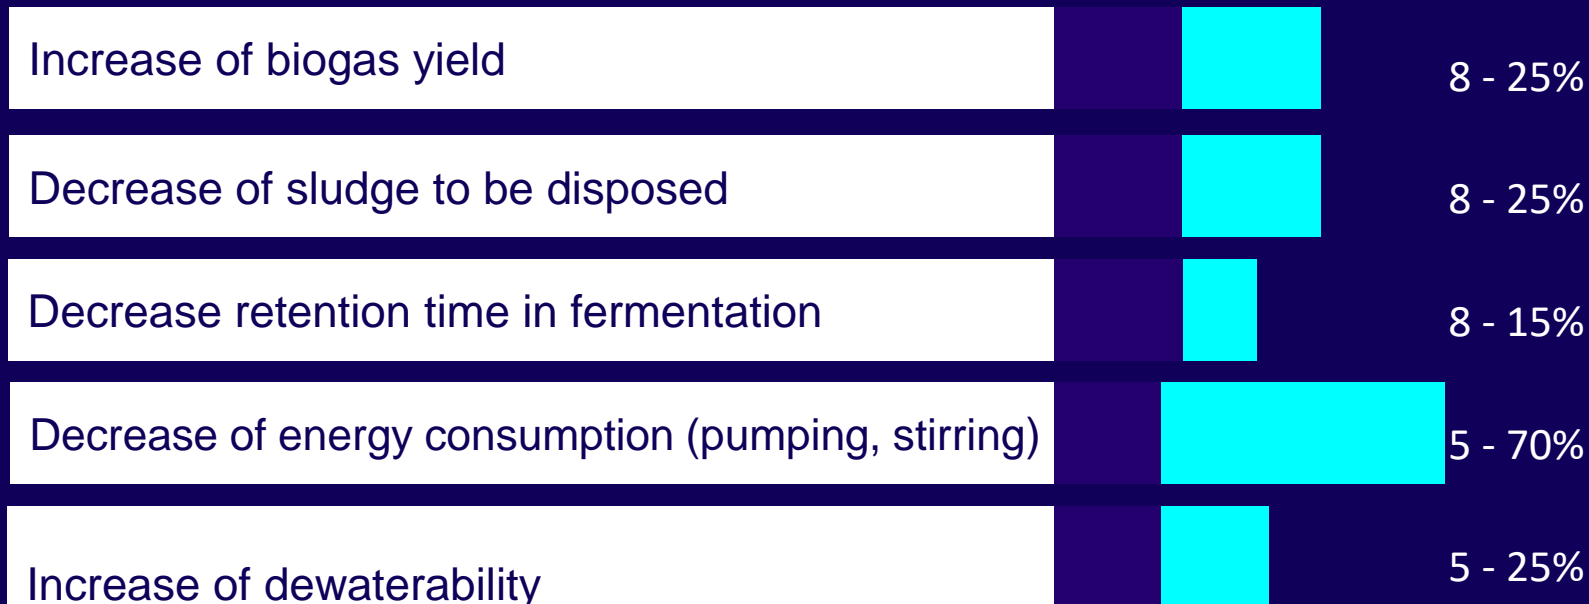 Increase of biogas yield 8 - 25%
Decrease of sludge to be disposed 8 - 25%
Decrease retention time in fermentation 8 - 15%
Decrease of energy consumption (pumping, stirring) 5 - 70%
Increase of dewaterability 5 - 25%